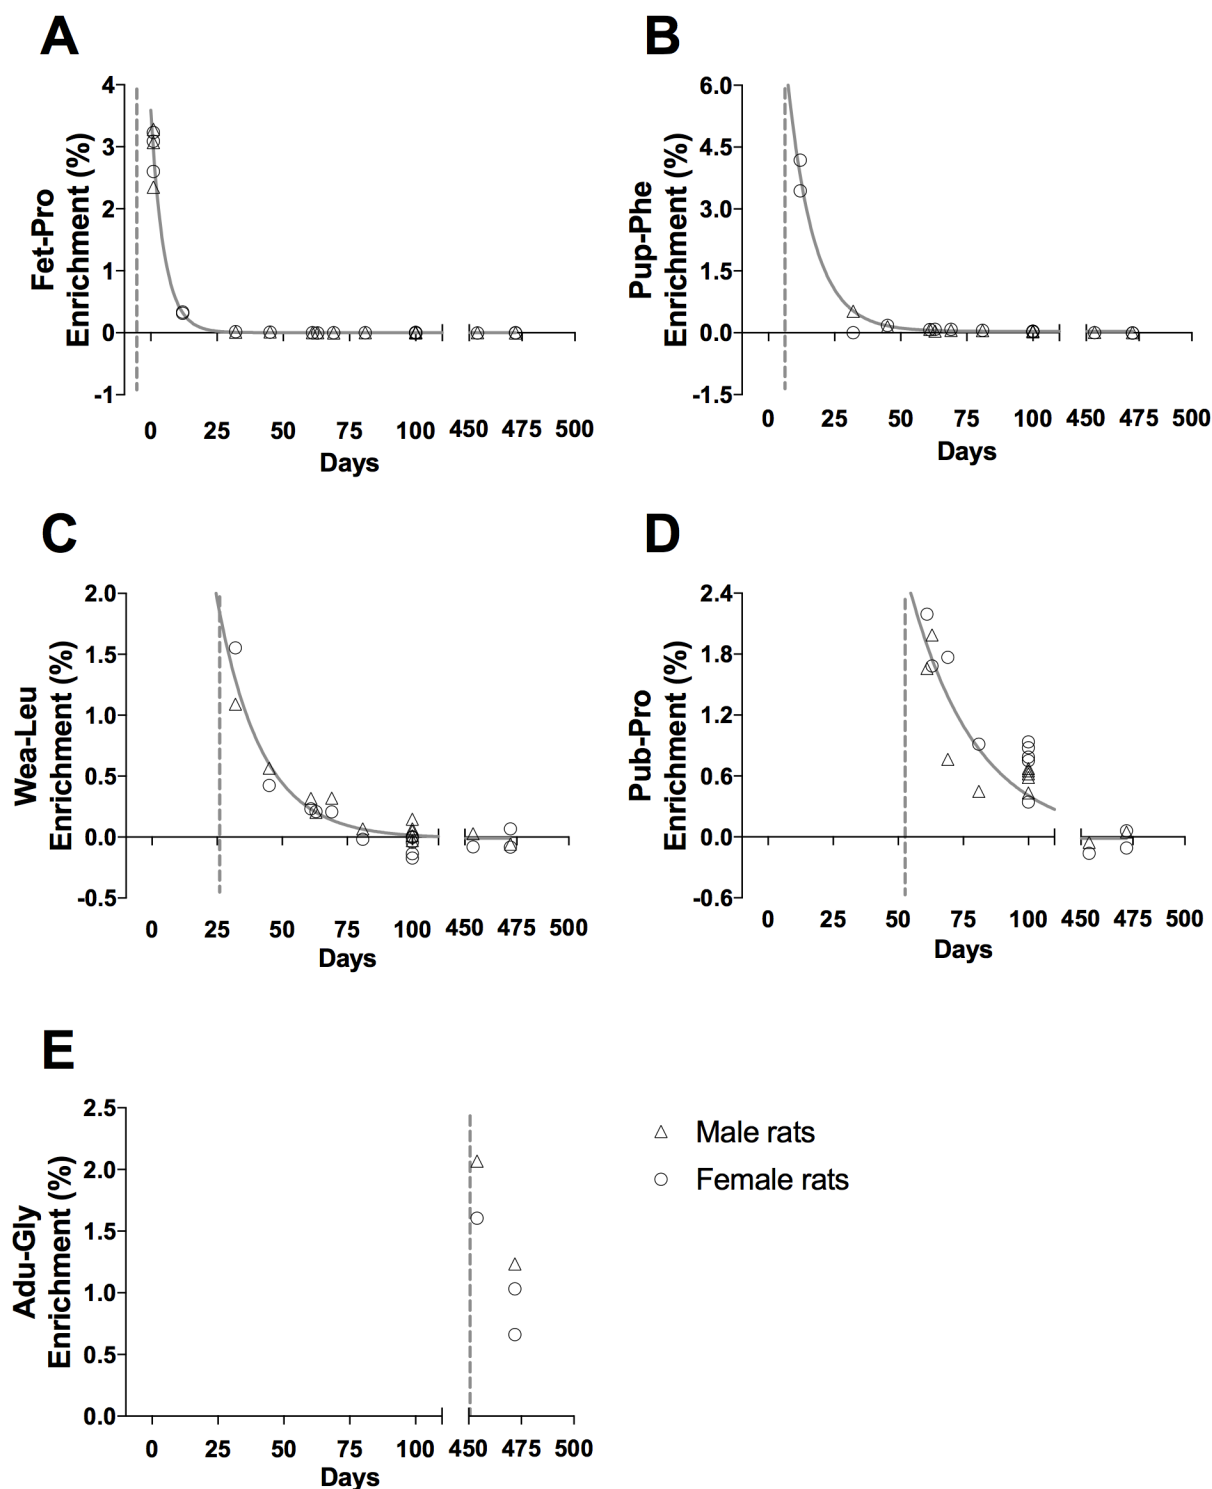 A
Fet-Pro
Enrichment (%)
4
3
2
1
0
-1
0 25 50 75 100 450 475 500
Days
B
Pup-Phe
Enrichment (%)
6.0
4.5
3.0
1.5
0.0
-1.5
0 25 50 75 100 450 475 500
Days
C
Wea-Leu
Enrichment (%)
2.0
1.5
1.0
0.5
0.0
-0.5
0 25 50 75 100 450 475 500
Days
D
Pub-Pro
Enrichment (%)
2.4
1.8
1.2
0.6
0.0
-0.6
0 25 50 75 100 450 475 500
Days
E
Adu-Gly
Enrichment (%)
2.5
2.0
1.5
1.0
0.5
0.0
0 25 50 75 100 450 475 500
Days
Male rats
Female rats